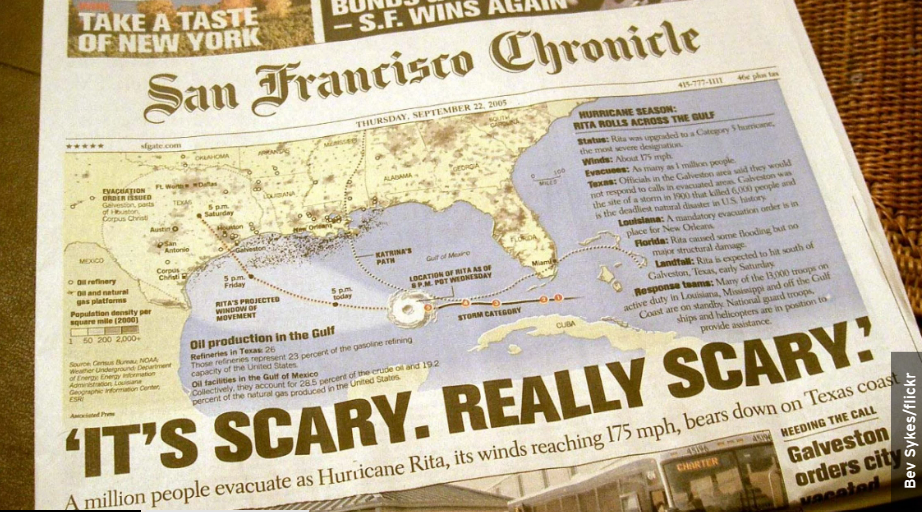 TAKE A TASTE
OF NEW YORK
— S.F. WINS AGAIN
San Francisco Chronicle
THURSDAY, SEPTEMBER 22, 2005
415-777-1111 46¢ plus tax
★★★★★ sfgate.com
HURRICANE SEASON:
RITA ROLLS ACROSS THE GULF
Status: Rita was upgraded to a Category 5 hurricane,
the most severe designation.
Winds: About 175 mph.
Evacuees: As many as 1 million people.
Texas: Officials in the Galveston area said they would
not respond to calls in evacuated areas. Galveston was
the site of a storm in 1900 that killed 6,000 people and
is the deadliest natural disaster in U.S. history.
Louisiana: A mandatory evacuation order is in
place for New Orleans.
Florida: Rita caused some flooding but no
major structural damage.
Landfall: Rita is expected to hit south of
Galveston, Texas, early Saturday.
Response teams: Many of the 13,000 troops on
active duty in Louisiana, Mississippi and off the Gulf
Coast are on standby. National guard troops,
ships and helicopters are in position to
provide assistance.
OKLAHOMA
ARKANSAS
MISSISSIPPI
ALABAMA
GEORGIA
SOUTH
CAROLINA
0 100
MILES
EVACUATION
ORDER ISSUED
Galveston, parts
of Houston,
Corpus Christi
Ft. Worth
Dallas
TEXAS
LOUISIANA
5 p.m.
Saturday
Austin
Houston
New Orleans
San
Antonio
Galveston
FLORIDA
MEXICO
Corpus
Christi
KATRINA'S
PATH
Gulf of Mexico
Miami
5 p.m.
Friday
LOCATION OF RITA AS OF
5 P.M. PDT WEDNESDAY
5 p.m.
today
RITA'S PROJECTED
WINDOW OF
MOVEMENT
STORM CATEGORY
CUBA
Oil refinery
Oil and natural
gas platforms
Population density per
square mile (2000)
1 50 200 2,000+
Source: Census Bureau; NOAA;
Weather Underground; Department
of Energy, Energy Information
Administration; Louisiana
Geographic Information Center;
ESRI
Associated Press
Oil production in the Gulf
Refineries in Texas: 26
Those refineries represent 23 percent of the gasoline refining
capacity of the United States.
Oil facilities in the Gulf of Mexico
Collectively, they account for 28.5 percent of the crude oil and 19.2
percent of the natural gas produced in the United States.
'IT'S SCARY. REALLY SCARY.'
A million people evacuate as Hurricane Rita, its winds reaching 175 mph, bears down on Texas coast
CHARTER
HEEDING THE CALL
Galveston
orders city
vacated
Bev Sykes/flickr